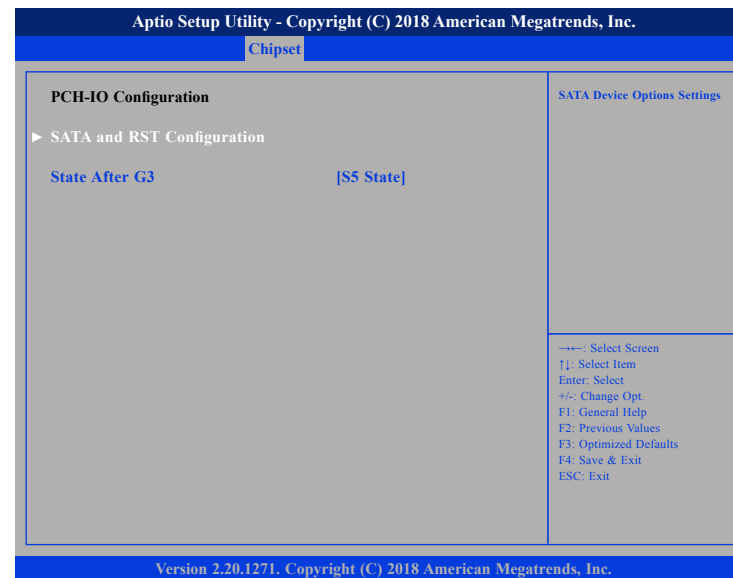 Aptio Setup Utility - Copyright (C) 2018 American Megatrends, Inc.
Chipset
PCH-IO Configuration
► SATA and RST Configuration
State After G3 [S5 State]
SATA Device Options Settings
→←: Select Screen
↑↓: Select Item
Enter: Select
+/-: Change Opt.
F1: General Help
F2: Previous Values
F3: Optimized Defaults
F4: Save & Exit
ESC: Exit
Version 2.20.1271. Copyright (C) 2018 American Megatrends, Inc.